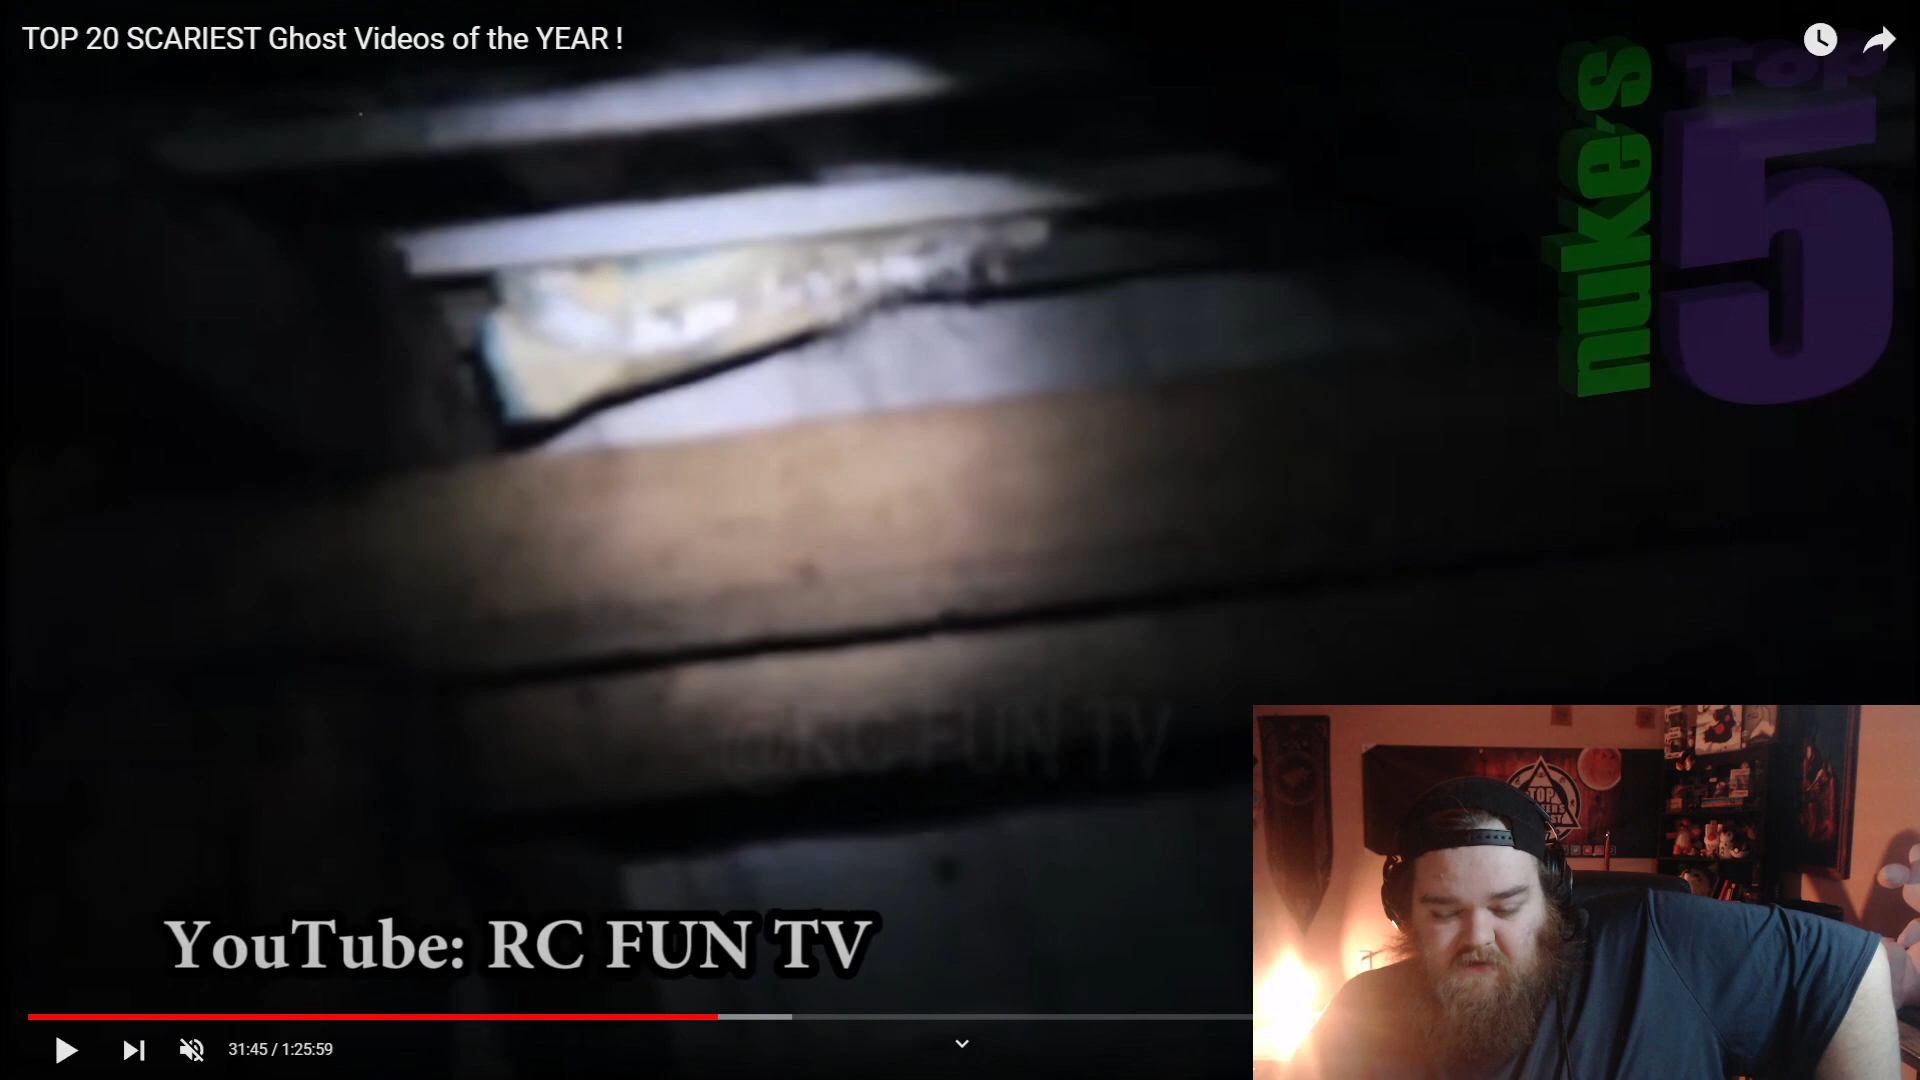 TOP 20 SCARIEST Ghost Videos of the YEAR !
nuke's
Top
5
@RC FUN TV
YouTube: RC FUN TV
31:45 / 1:25:59
TOP